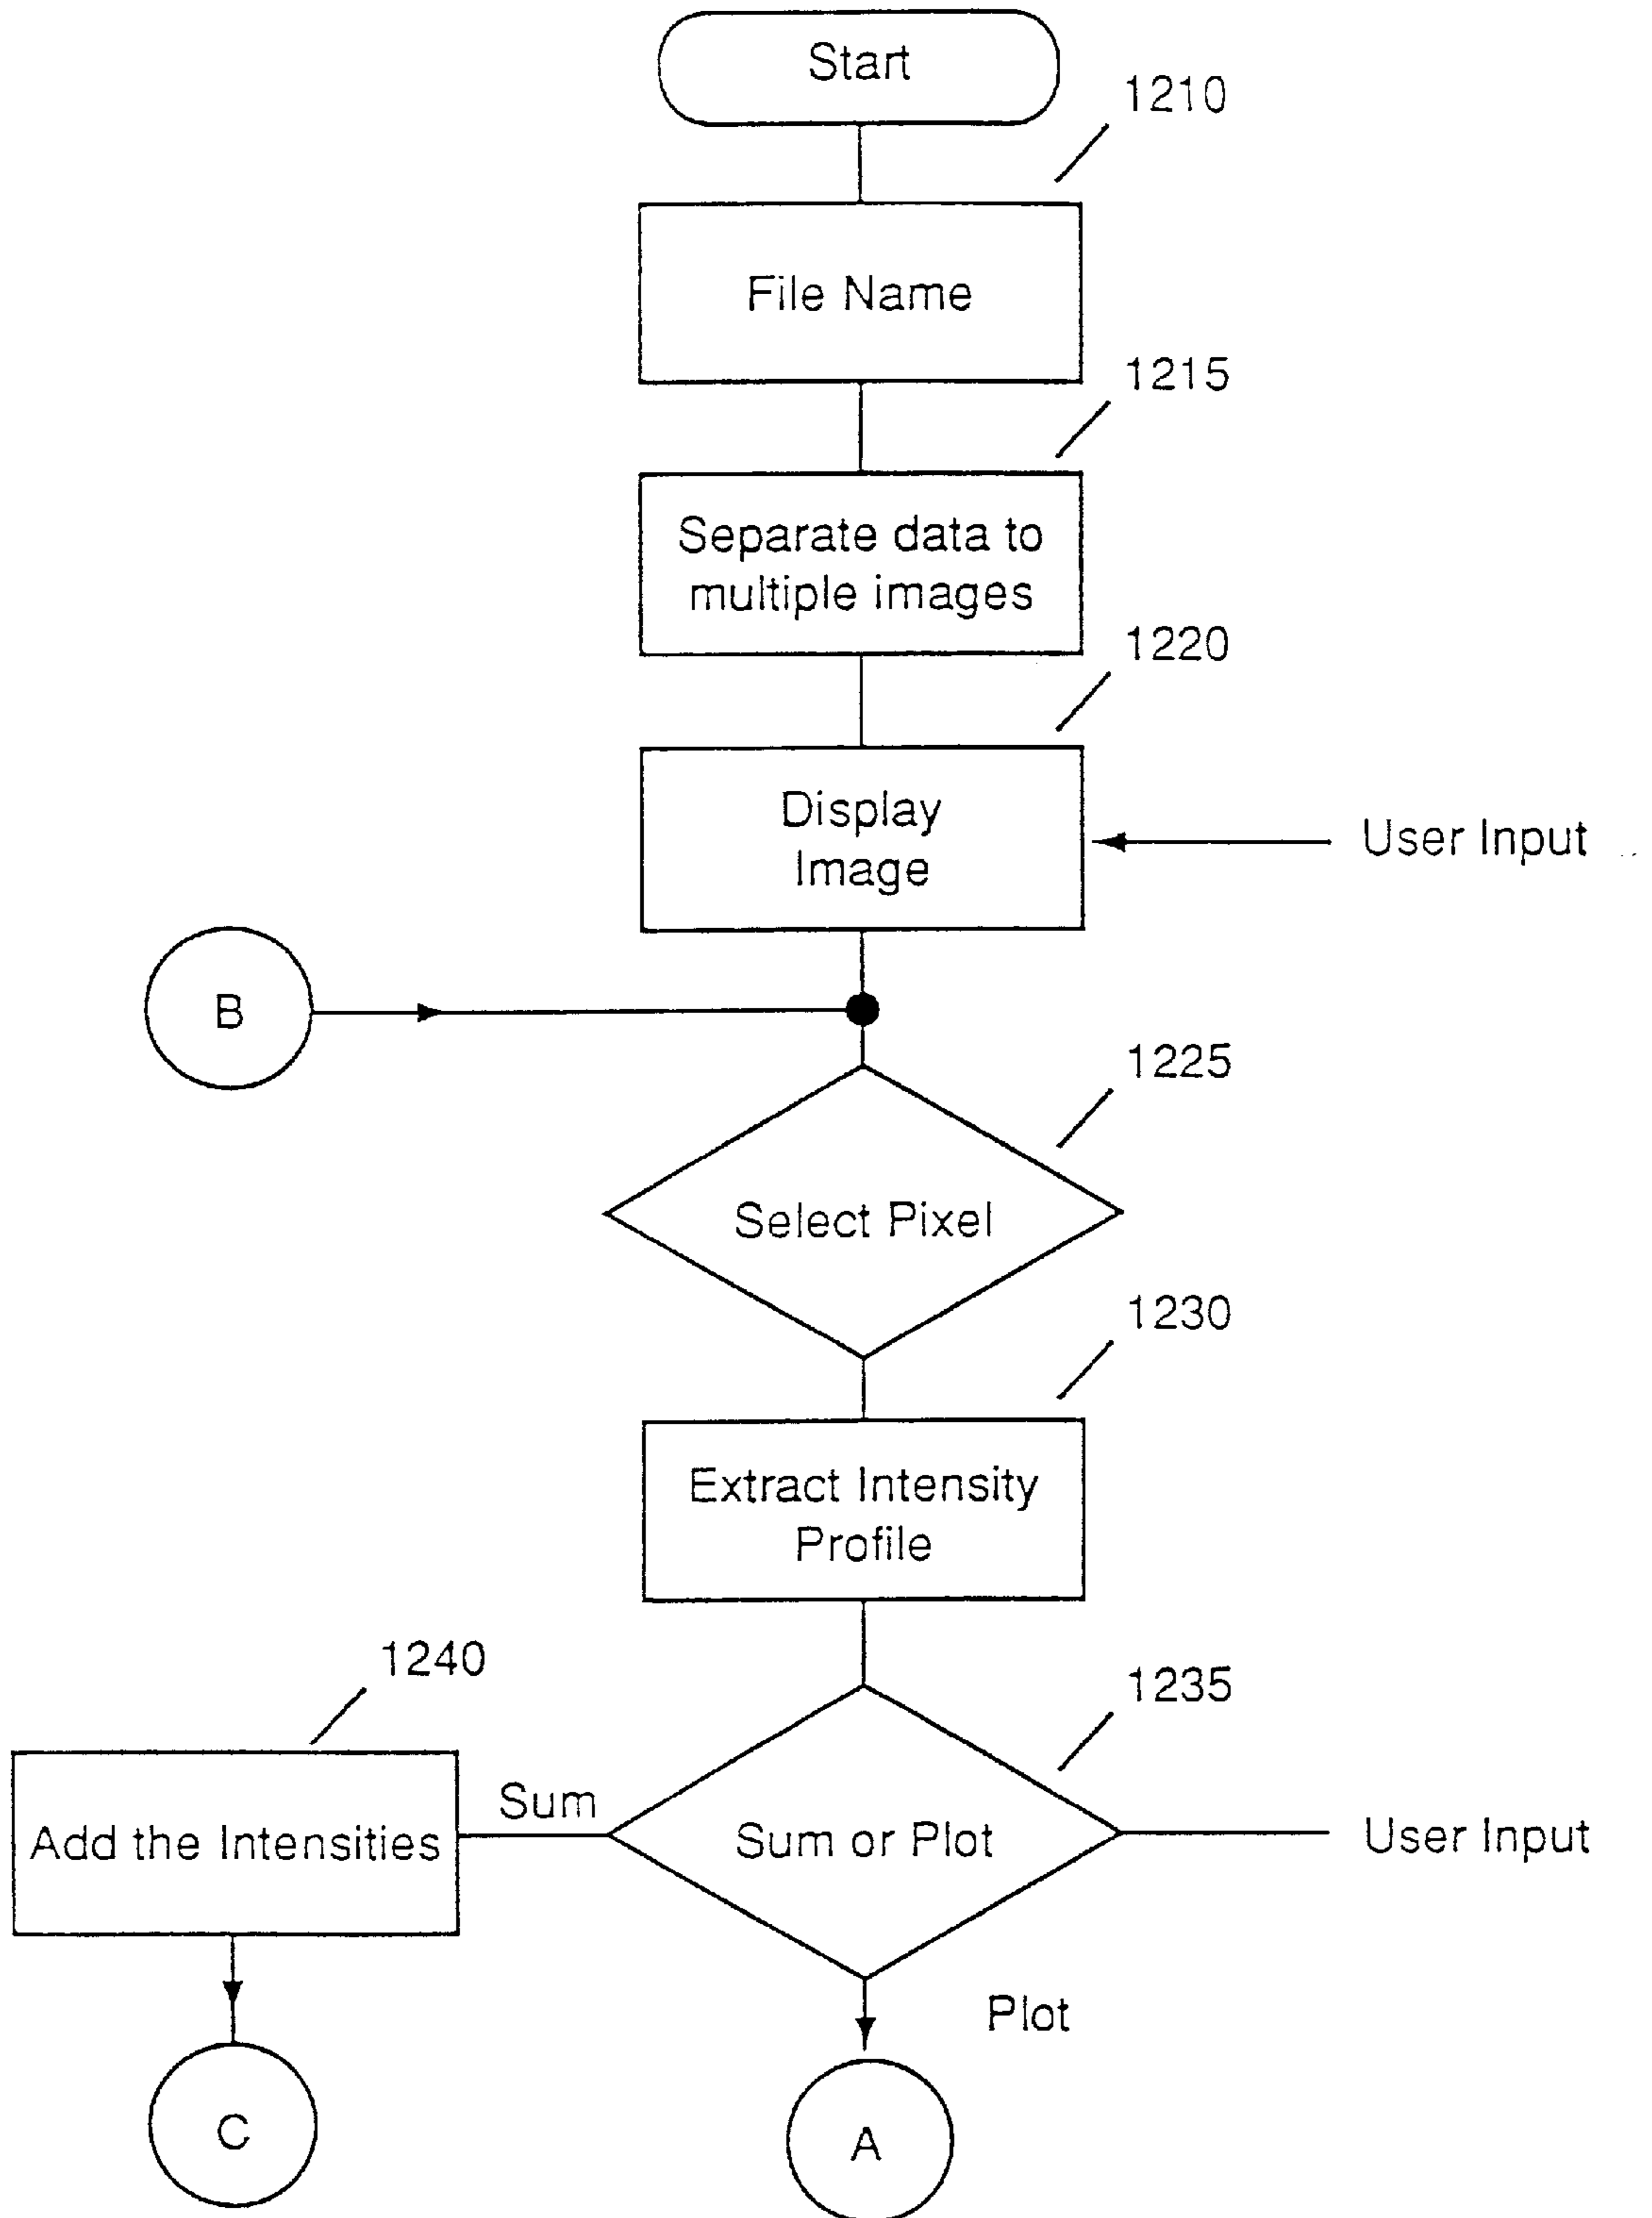 Start
1210
File Name
1215
Separate data to
multiple images
1220
Display
Image
User Input
B
1225
Select Pixel
1230
Extract Intensity
Profile
1240
1235
Add the Intensities
Sum
Sum or Plot
User Input
Plot
C
A